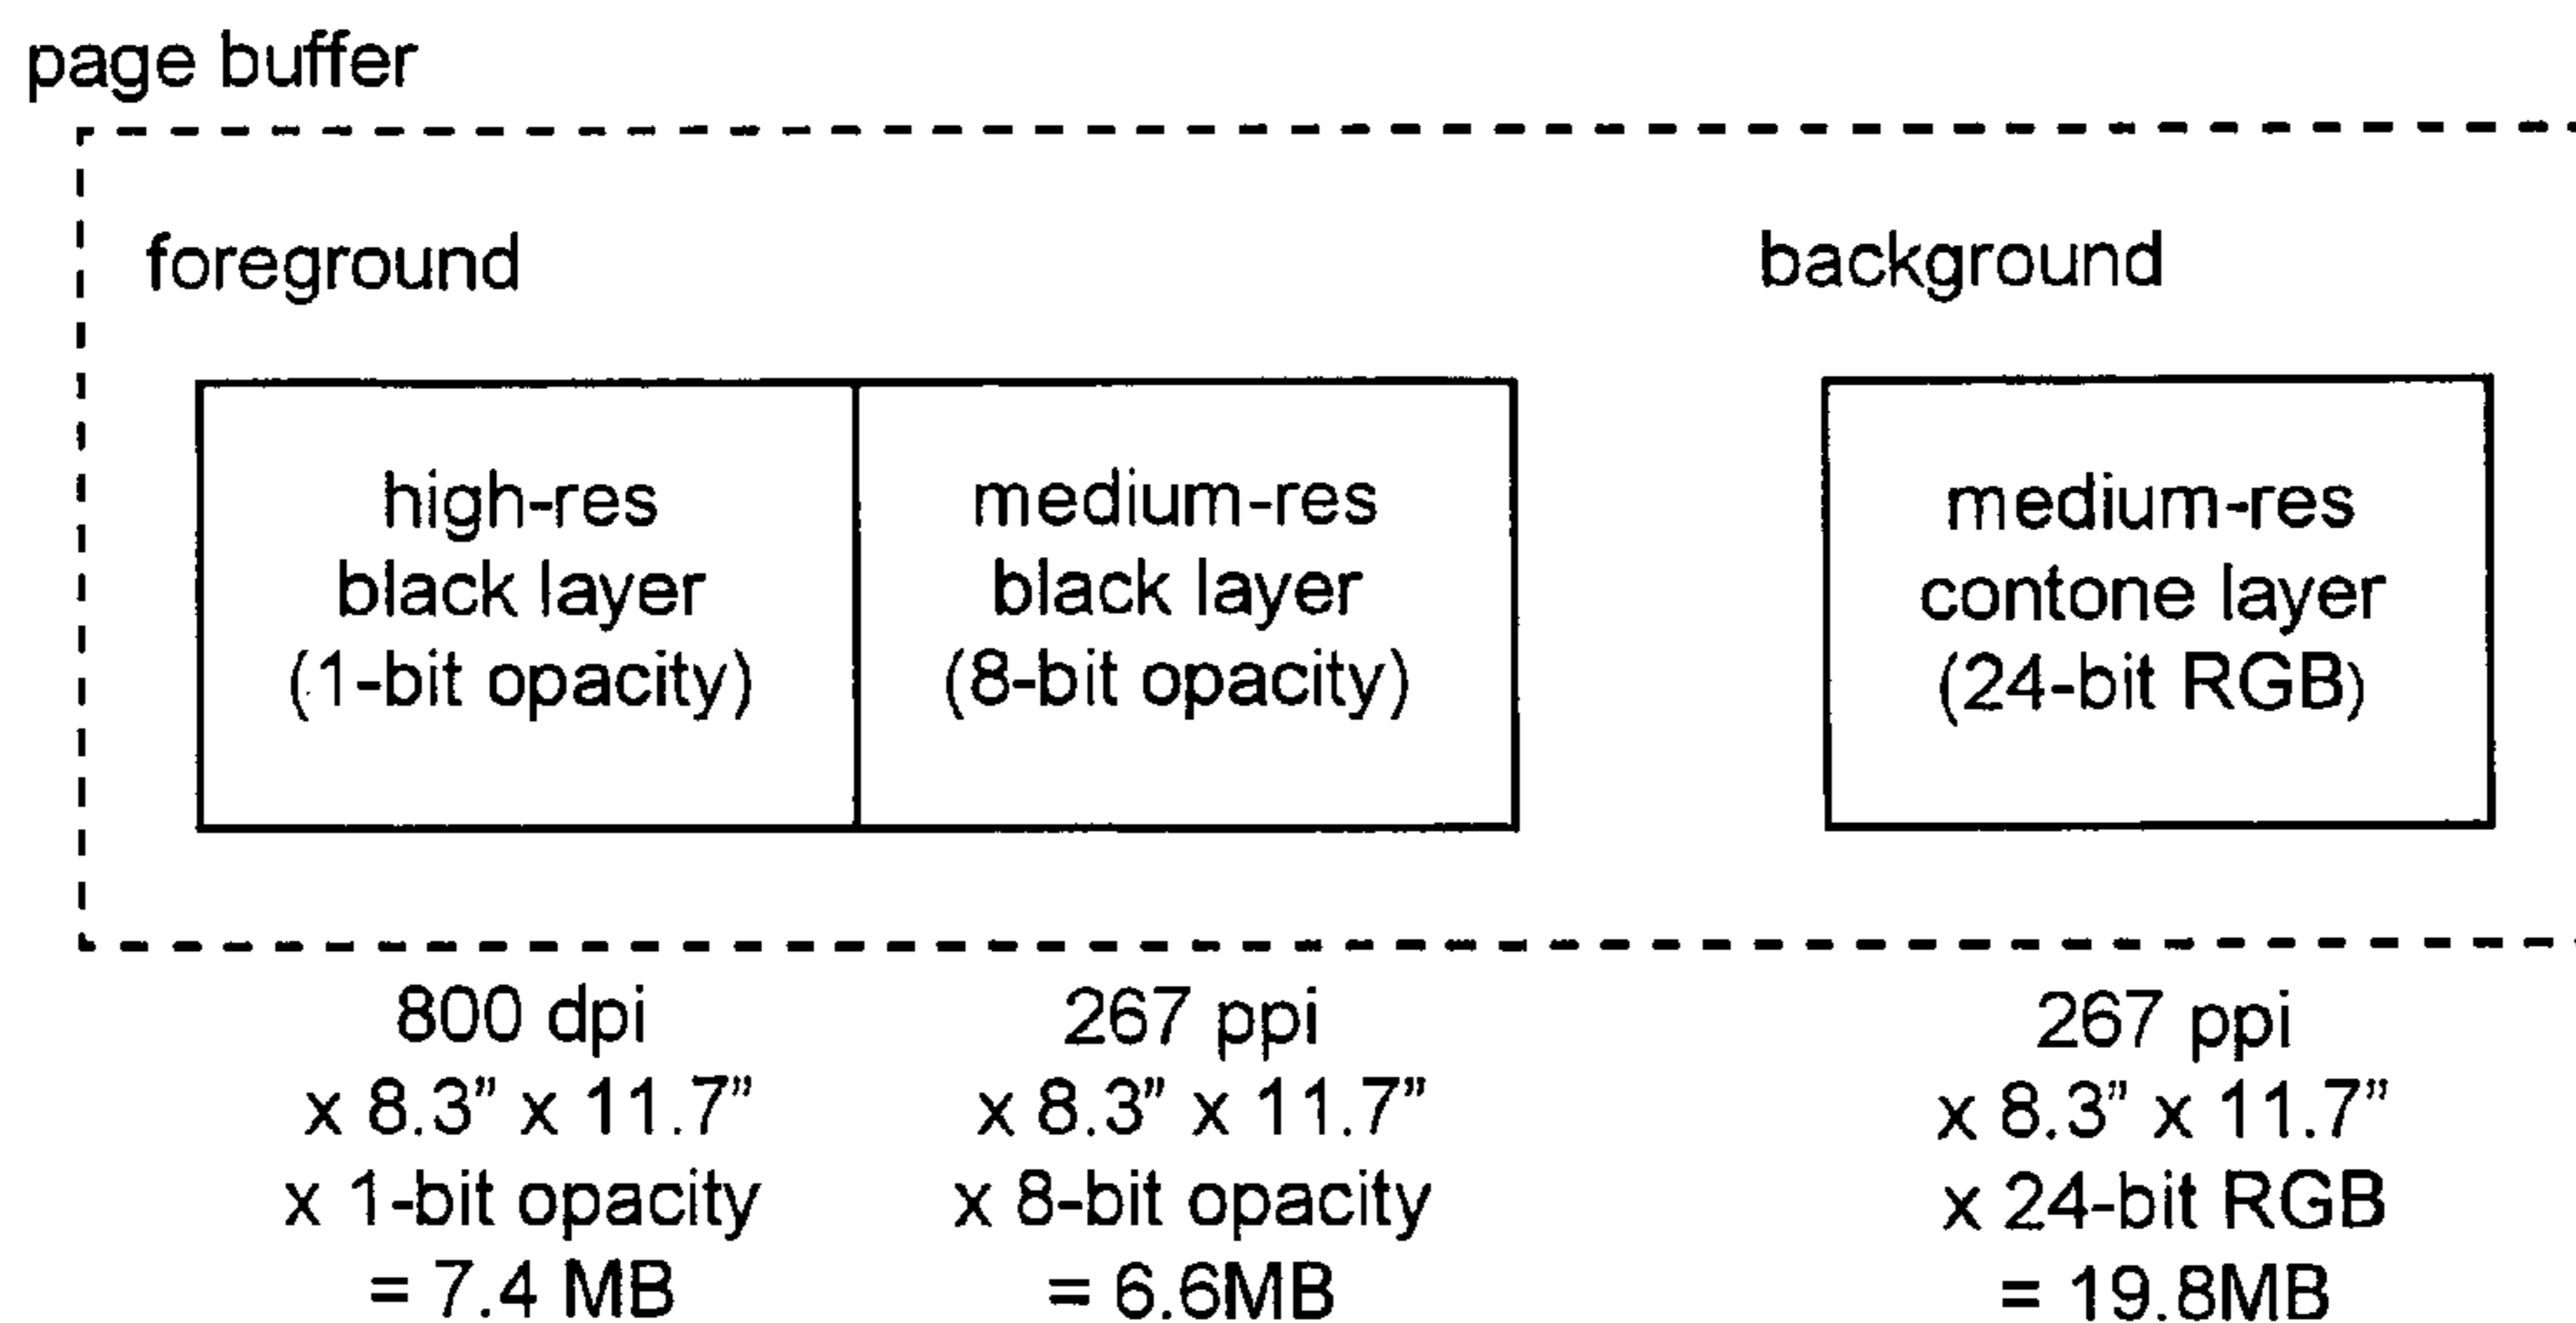 page buffer
foreground
background
high-res
black layer
(1-bit opacity)
medium-res
black layer
(8-bit opacity)
medium-res
contone layer
(24-bit RGB)
800 dpi
x 8.3” x 11.7”
x 1-bit opacity
= 7.4 MB
267 ppi
x 8.3” x 11.7”
x 8-bit opacity
= 6.6MB
267 ppi
x 8.3” x 11.7”
x 24-bit RGB
= 19.8MB